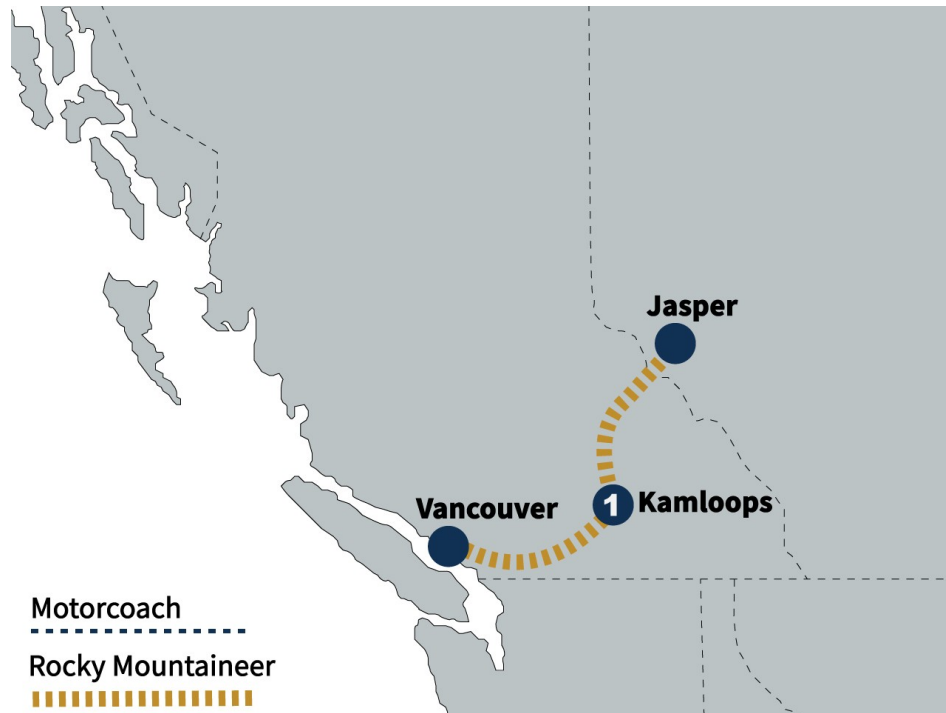 Jasper
Vancouver
1
Kamloops
Motorcoach
Rocky Mountaineer